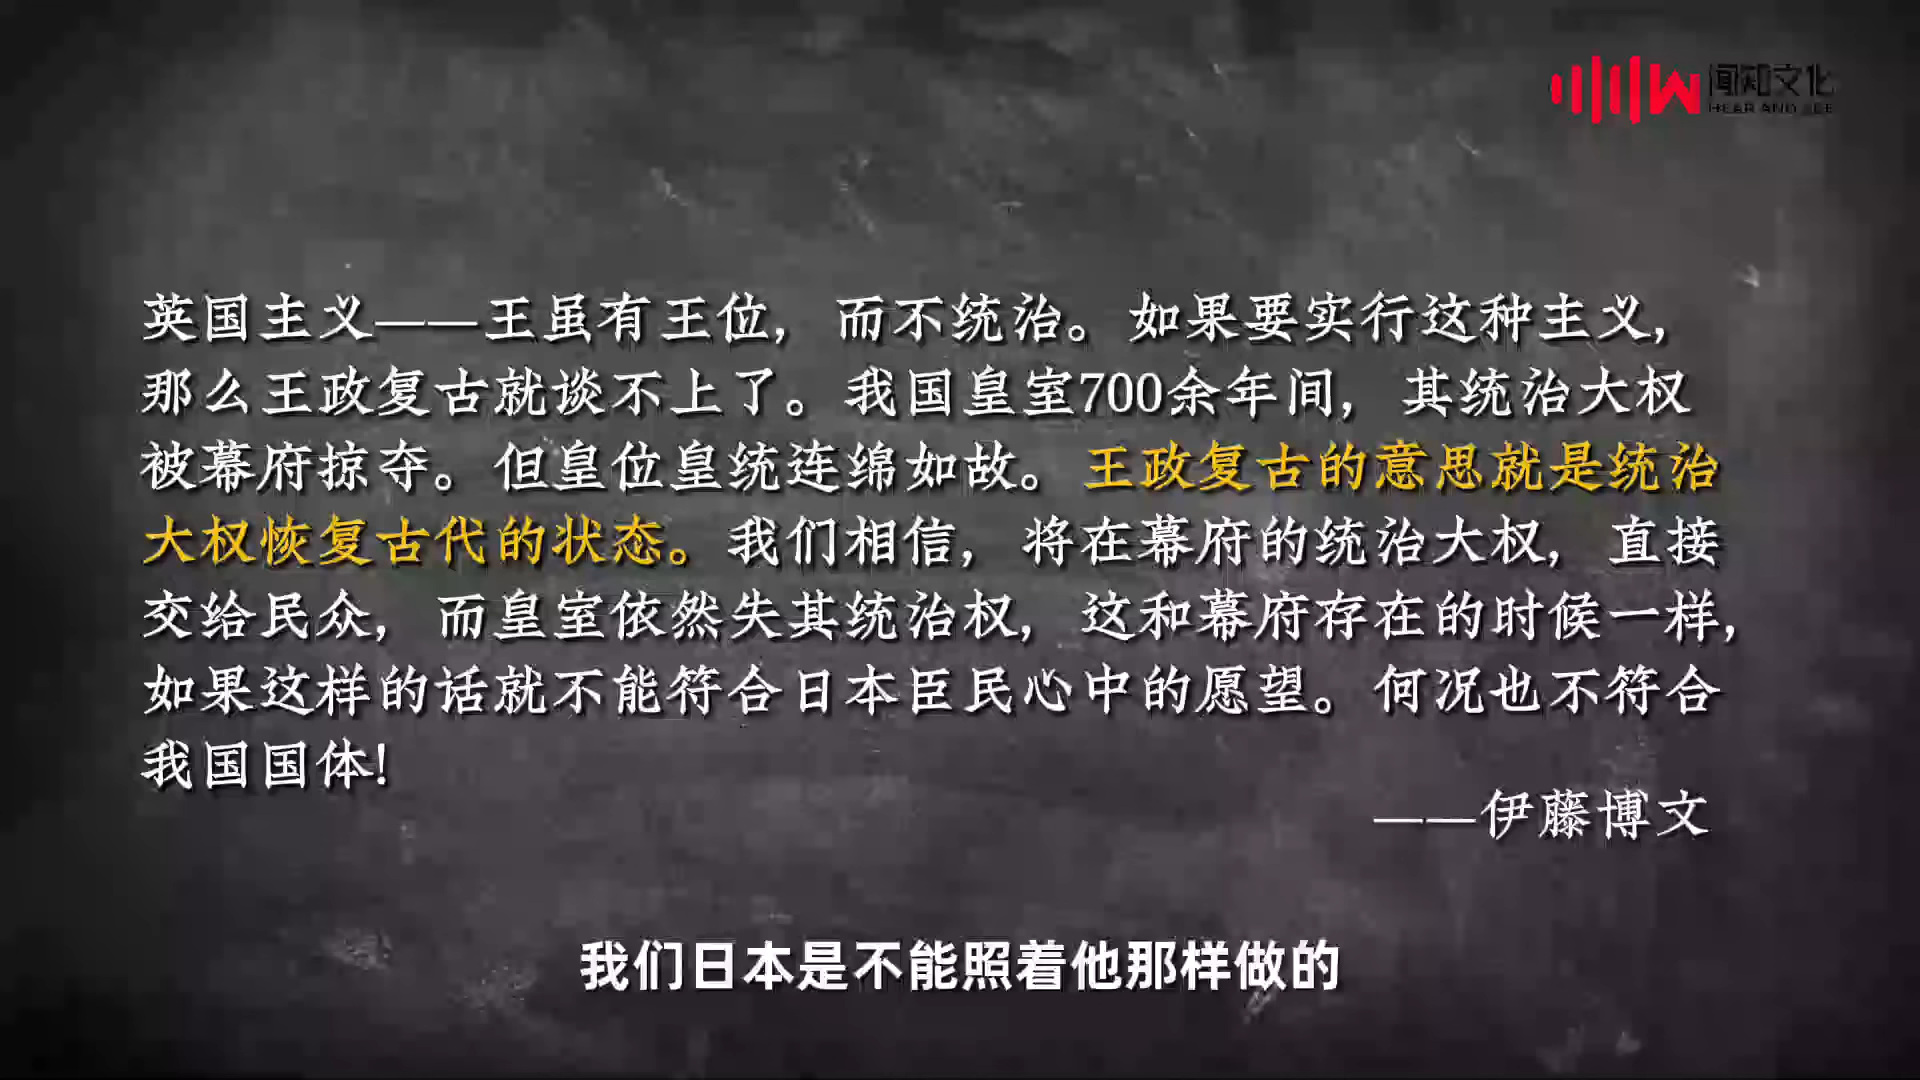 闻知文化
HEAR AND SEE
英国主义——王虽有王位，而不统治。如果要实行这种主义，
那么王政复古就谈不上了。我国皇室700余年间，其统治大权
被幕府掠夺。但皇位皇统连绵如故。王政复古的意思就是统治
大权恢复古代的状态。我们相信，将在幕府的统治大权，直接
交给民众，而皇室依然失其统治权，这和幕府存在的时候一样，
如果这样的话就不能符合日本臣民心中的愿望。何况也不符合
我国国体!
——伊藤博文
我们日本是不能照着他那样做的